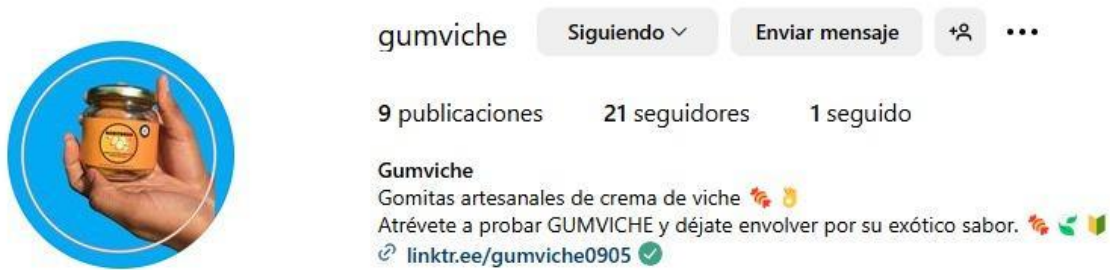 gumviche Siguiendo Enviar mensaje
9 publicaciones 21 seguidores 1 seguido
Gumviche
Gomitas artesanales de crema de viche
Atrévete a probar GUMVICHE y déjate envolver por su exótico sabor.
linktr.ee/gumviche0905